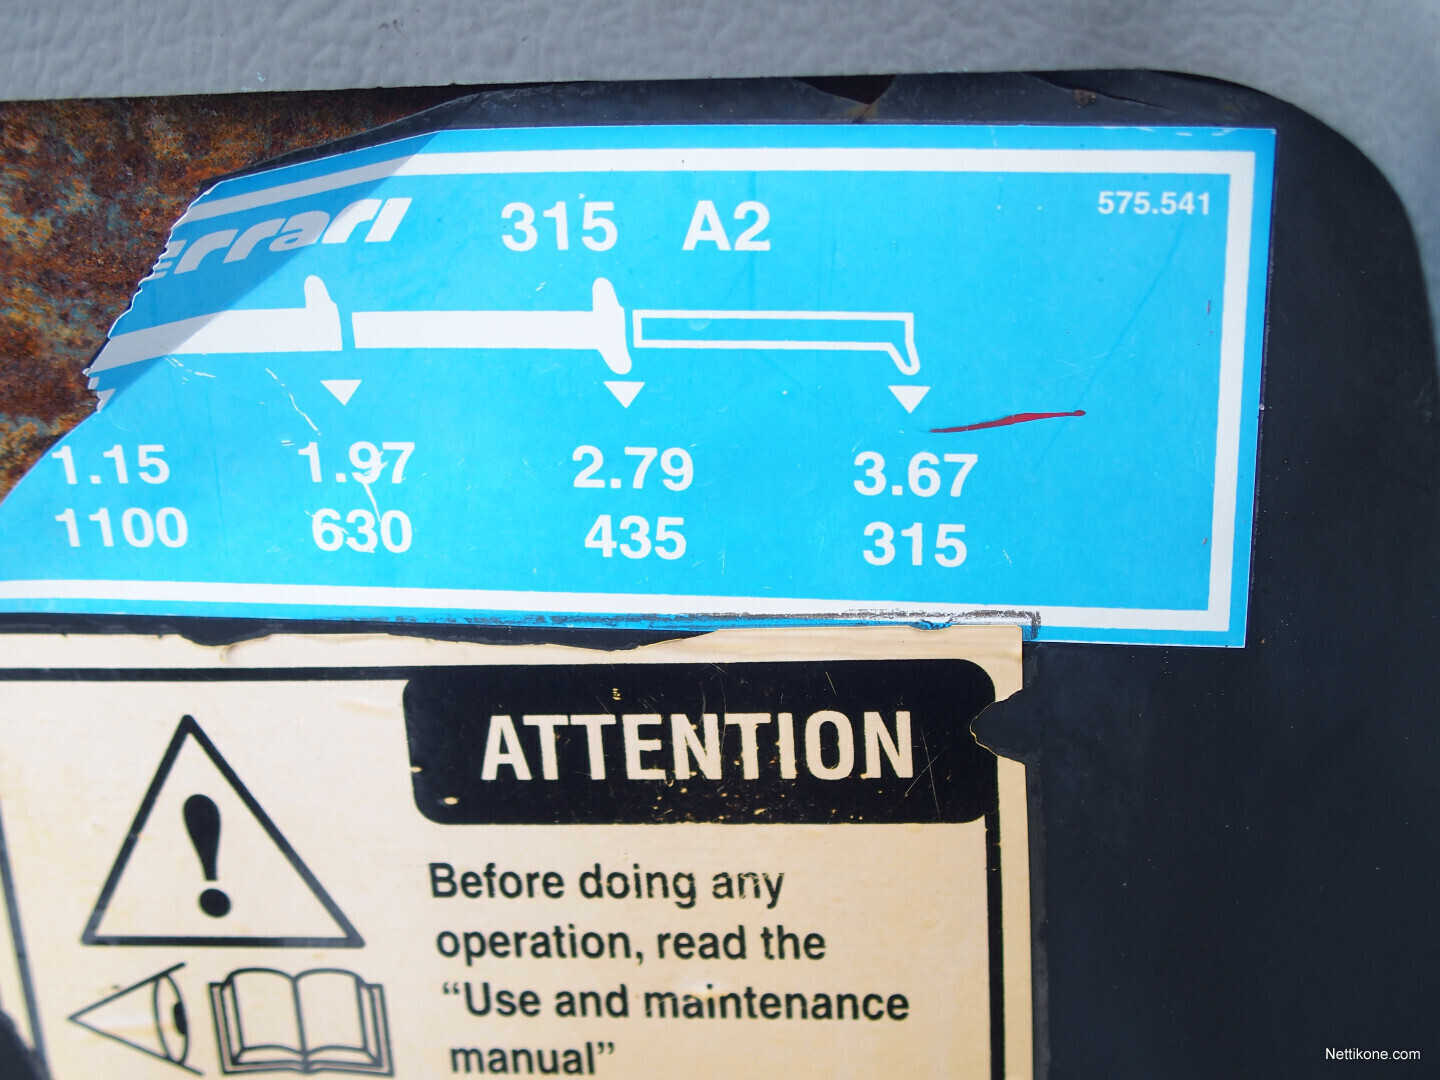 errari 315 A2 575.541
1.15 1.97 2.79 3.67
1100 630 435 315
ATTENTION
Before doing any
operation, read the
“Use and maintenance
manual”
Nettikone.com